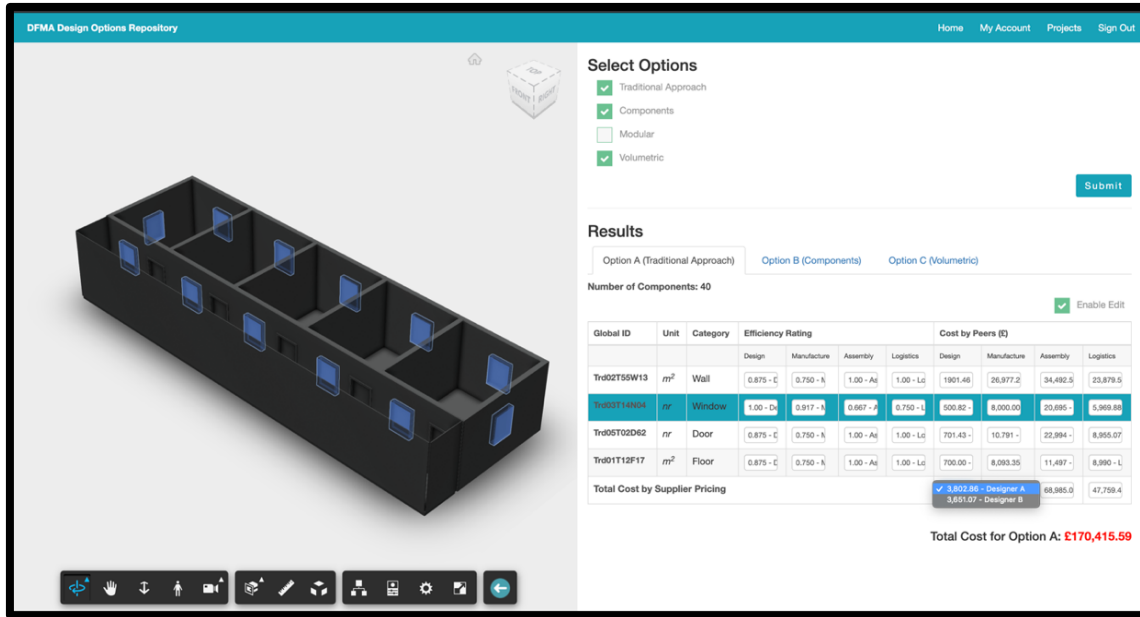 DFMA Design Options Repository Home My Account Projects Sign Out
TOP
FRONT RIGHT
Select Options
Traditional Approach
Components
Modular
Volumetric
Submit
Results
Option A (Traditional Approach) Option B (Components) Option C (Volumetric)
Number of Components: 40
Enable Edit
Global ID Unit Category Efficiency Rating Cost by Peers (£)
Design Manufacture Assembly Logistics Design Manufacture Assembly Logistics
Trd02T55W13 m² Wall 0.875 - D 0.750 - M 1.00 - As 1.00 - Lo 1901.46 26,977.2 34,492.5 23,879.5
Trd03T14N04 nr Window 1.00 - De 0.917 - M 0.667 - A 0.750 - L 500.82 - 8,000.00 20,695 - 5,969.88
Trd05T02D62 nr Door 0.875 - D 0.750 - M 1.00 - As 1.00 - Lo 701.43 - 10.791 - 22,994 - 8,955.07
Trd01T12F17 m² Floor 0.875 - D 0.750 - M 1.00 - As 1.00 - Lo 700.00 - 8,093.35 11,497 - 8,990 - L
Total Cost by Supplier Pricing ✓ 3,802.86 - Designer A 68,985.0 47,759.4
3,651.07 - Designer B
Total Cost for Option A: £170,415.59